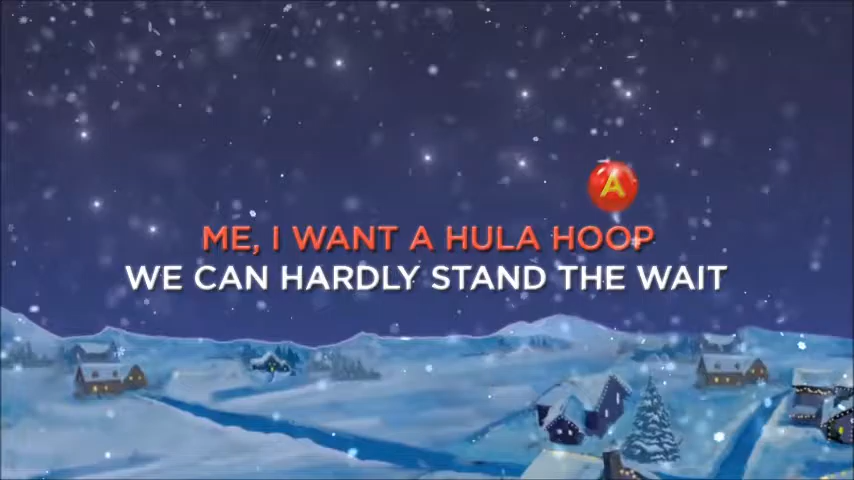 A
ME, I WANT A HULA HOOP
WE CAN HARDLY STAND THE WAIT